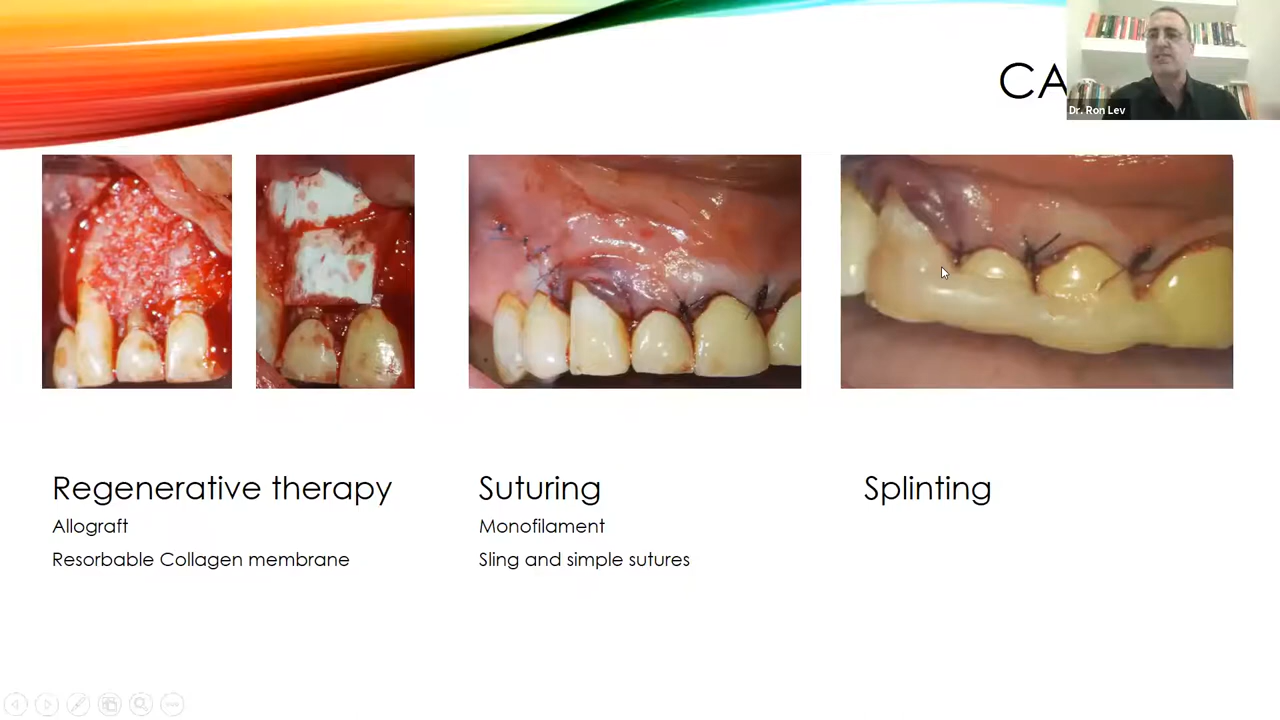 CA
Dr. Ron Lev
Regenerative therapy
Allograft
Resorbable Collagen membrane
Suturing
Monofilament
Sling and simple sutures
Splinting